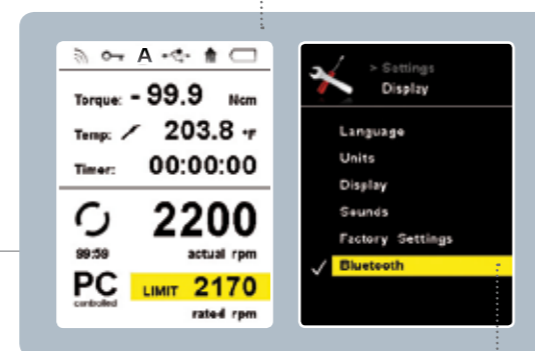 A
Torque: - 99.9 Ncm
Temp: 203.8 °F
Timer: 00:00:00
2200
99:59 actual rpm
PC LIMIT 2170
controlled
rated rpm
> Settings
Display
Language
Units
Display
Sounds
Factory Settings
Bluetooth